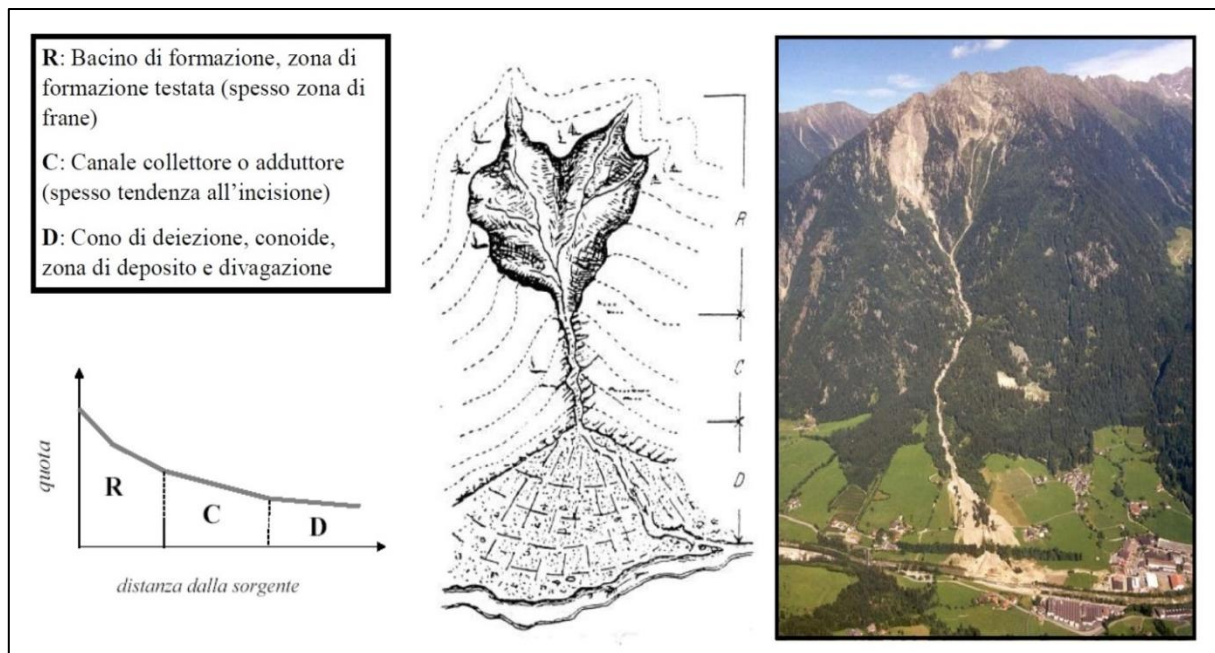 R: Bacino di formazione, zona di
formazione testata (spesso zona di
frane)
C: Canale collettore o adduttore
(spesso tendenza all’incisione)
D: Cono di deiezione, conoide,
zona di deposito e divagazione
quota
R
C
D
distanza dalla sorgente
R
C
D